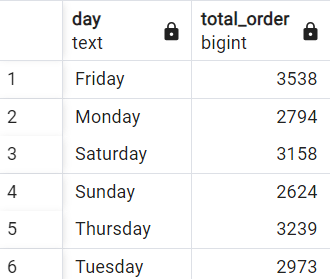 day total_order
text bigint
1 Friday 3538
2 Monday 2794
3 Saturday 3158
4 Sunday 2624
5 Thursday 3239
6 Tuesday 2973